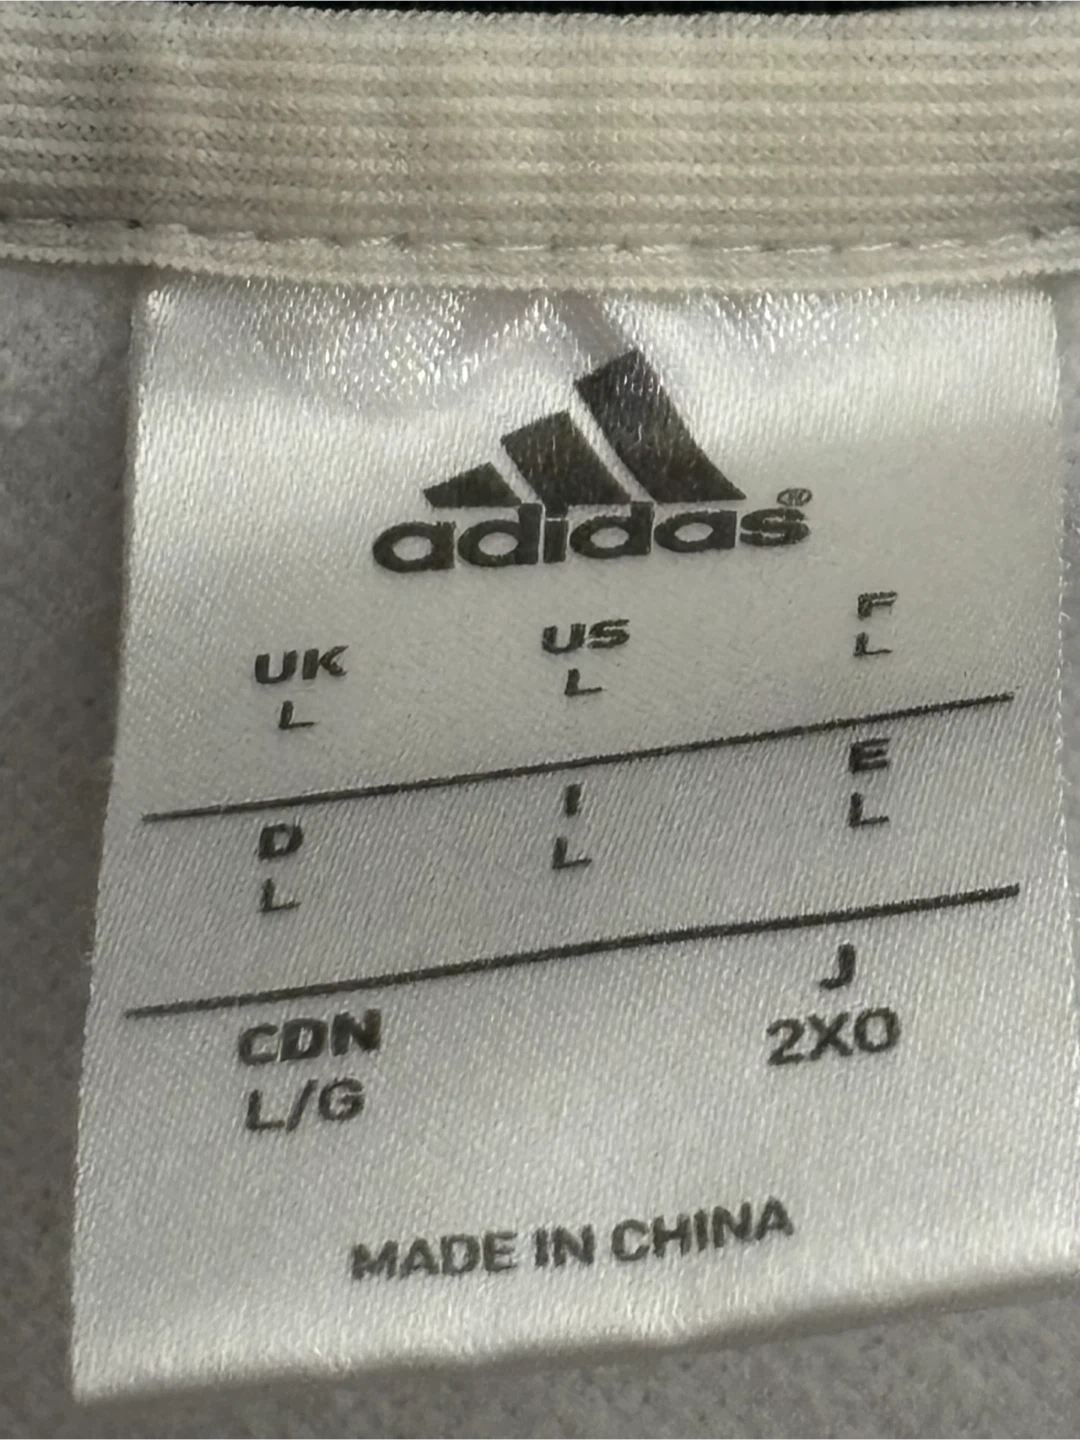 adidas®
UK US F
L L L
D I E
L L L
CDN J
L/G 2XO
MADE IN CHINA